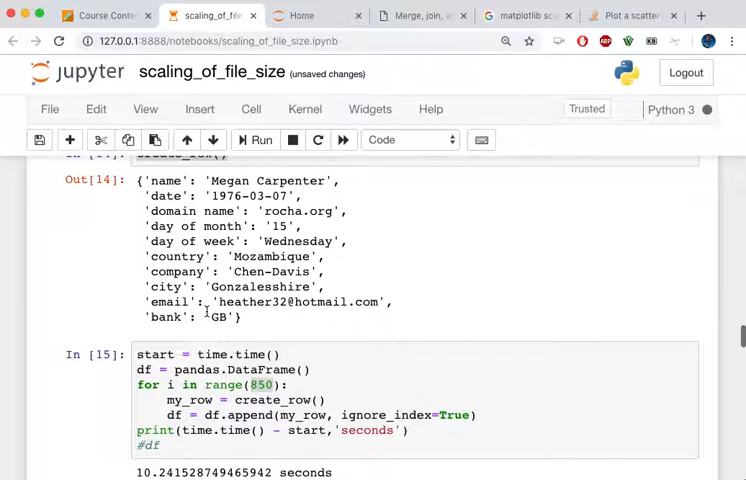 Course Conten
scaling_of_file
Home
Merge, join, a
matplotlib sca
Plot a scatter
127.0.0.1:8888/notebooks/scaling_of_file_size.ipynb
jupyter scaling_of_file_size (unsaved changes) Logout
File Edit View Insert Cell Kernel Widgets Help Trusted Python 3
Run Code
create_row()
Out[14]: {'name': 'Megan Carpenter',
'date': '1976-03-07',
'domain name': 'rocha.org',
'day of month': '15',
'day of week': 'Wednesday',
'country': 'Mozambique',
'company': 'Chen-Davis',
'city': 'Gonzalesshire',
'email': 'heather32@hotmail.com',
'bank': 'GB'}
In [15]: start = time.time()
df = pandas.DataFrame()
for i in range(850):
my_row = create_row()
df = df.append(my_row, ignore_index=True)
print(time.time() - start,'seconds')
#df
10.241528749465942 seconds